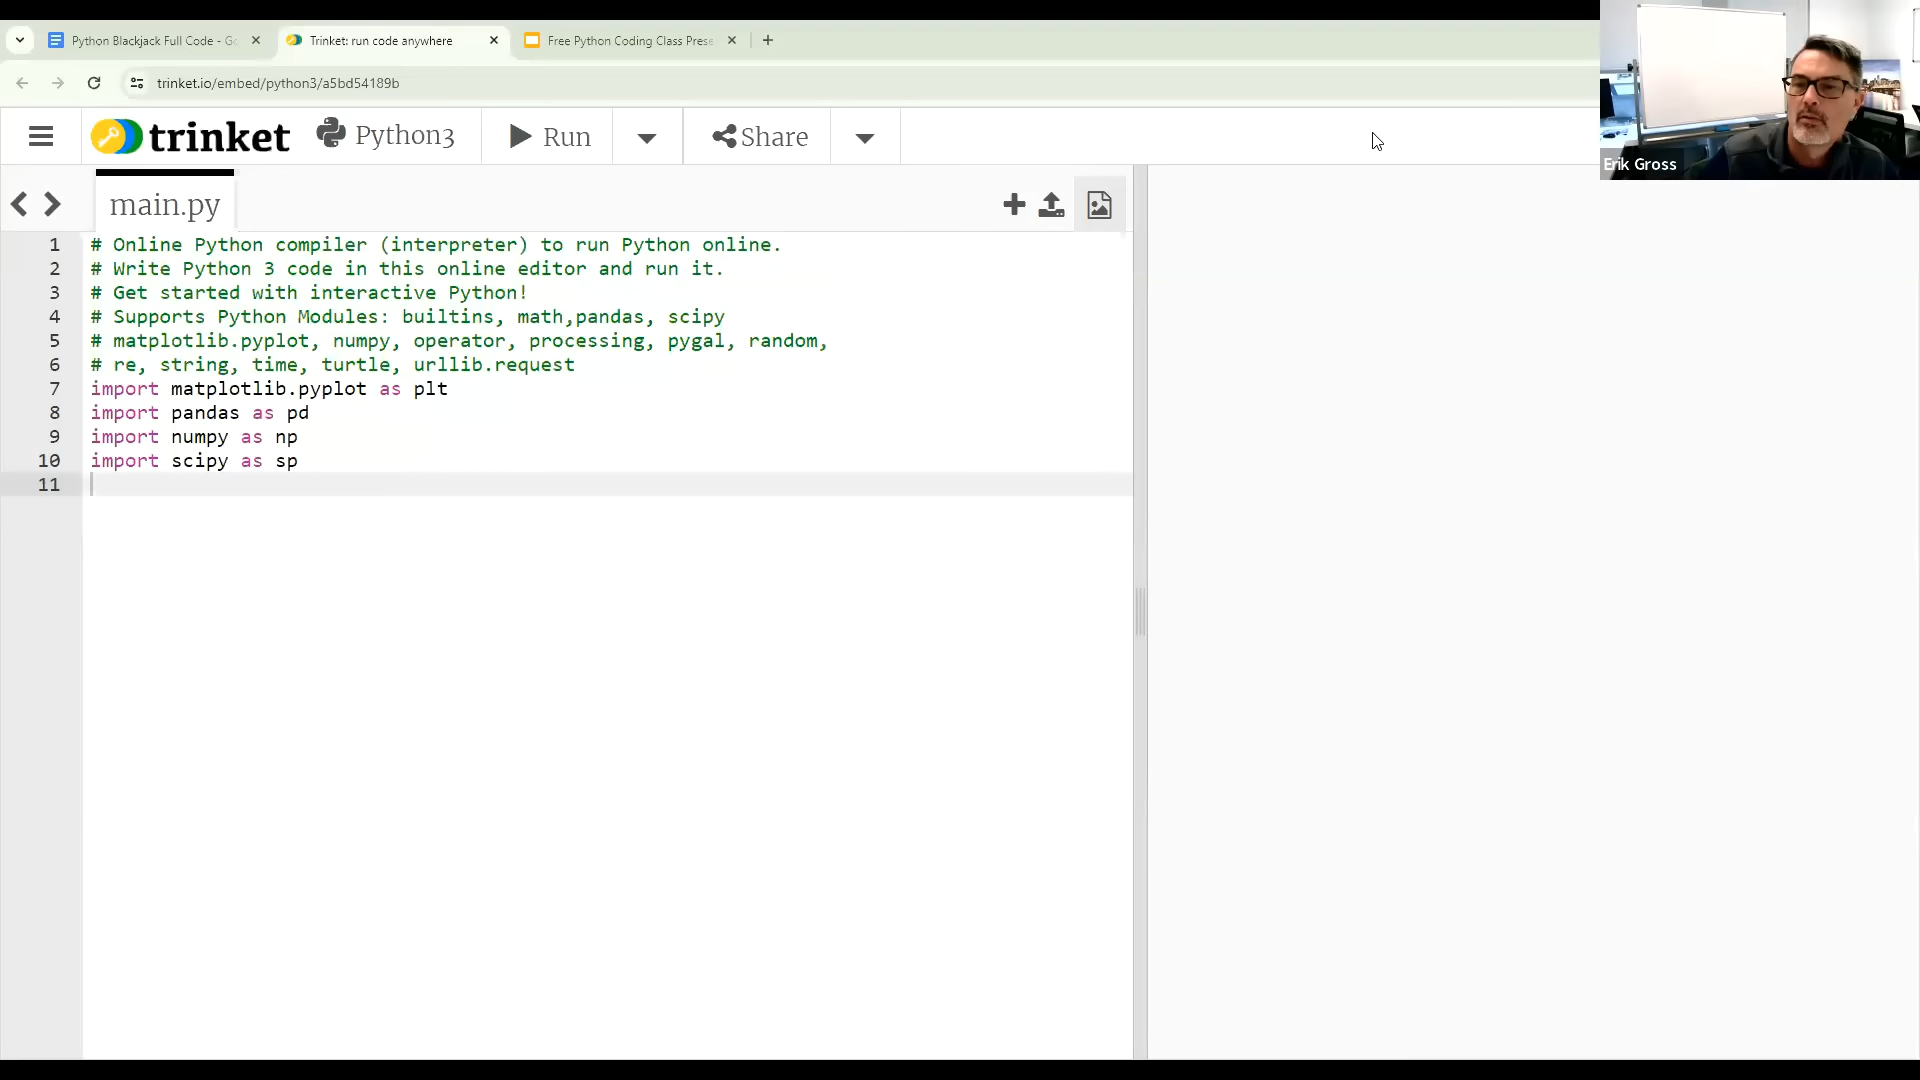 Python Blackjack Full Code - Go
Trinket: run code anywhere
Free Python Coding Class Prese
trinket.io/embed/python3/a5bd54189b
trinket
Python3
Run
Share
Erik Gross
main.py
1 # Online Python compiler (interpreter) to run Python online.
2 # Write Python 3 code in this online editor and run it.
3 # Get started with interactive Python!
4 # Supports Python Modules: builtins, math,pandas, scipy
5 # matplotlib.pyplot, numpy, operator, processing, pygal, random,
6 # re, string, time, turtle, urllib.request
7 import matplotlib.pyplot as plt
8 import pandas as pd
9 import numpy as np
10 import scipy as sp
11